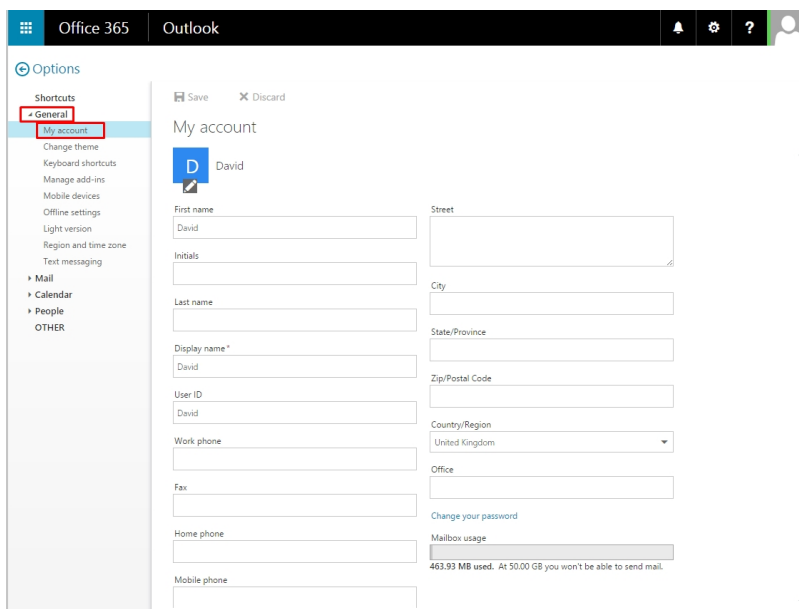 Office 365
Outlook
?
Options
Shortcuts
General
My account
Change theme
Keyboard shortcuts
Manage add-ins
Mobile devices
Offline settings
Light version
Region and time zone
Text messaging
Mail
Calendar
People
OTHER
Save
Discard
My account
D
David
First name
David
Initials
Last name
Display name*
David
User ID
David
Work phone
Fax
Home phone
Mobile phone
Street
City
State/Province
Zip/Postal Code
Country/Region
United Kingdom
Office
Change your password
Mailbox usage
463.93 MB used. At 50.00 GB you won't be able to send mail.